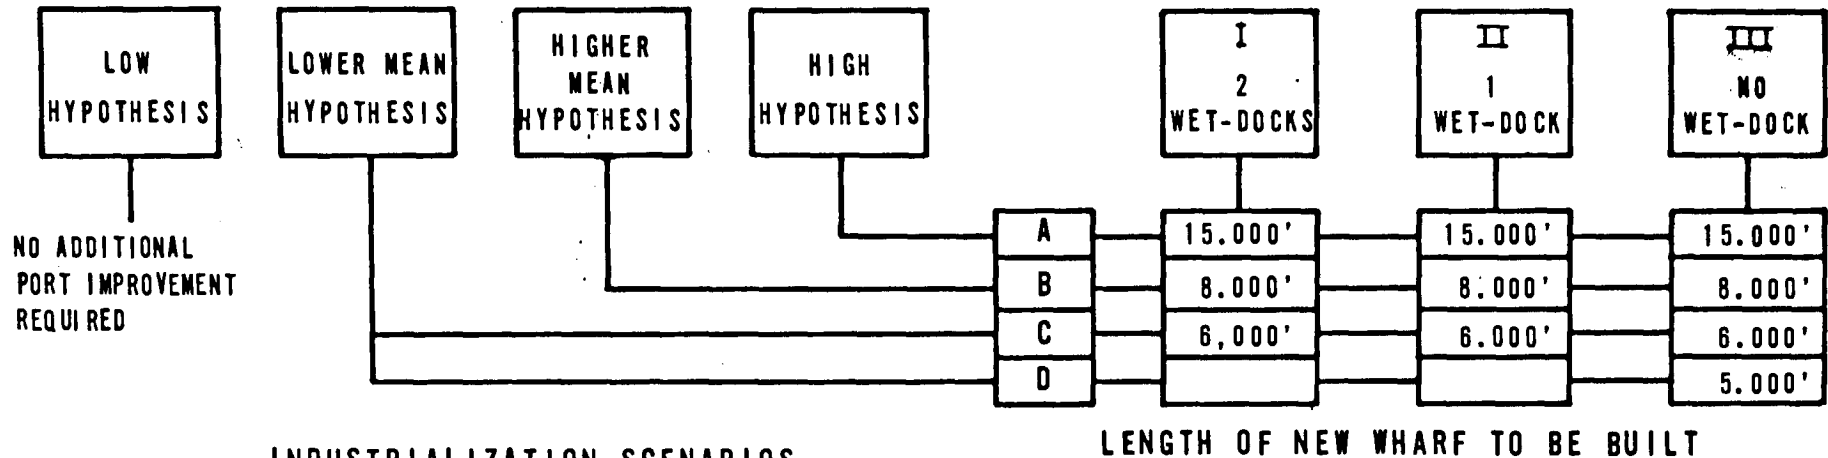 LOW
HYPOTHESIS
LOWER MEAN
HYPOTHESIS
HIGHER
MEAN
HYPOTHESIS
HIGH
HYPOTHESIS
I
2
WET-DOCKS
II
1
WET-DOCK
III
NO
WET-DOCK
NO ADDITIONAL
PORT IMPROVEMENT
REQUIRED
A 15.000' 15.000' 15.000'
B 8.000' 8.000' 8.000'
C 6,000' 6.000' 6.000'
D 5.000'
INDUSTRIALIZATION SCENARIOS
LENGTH OF NEW WHARF TO BE BUILT